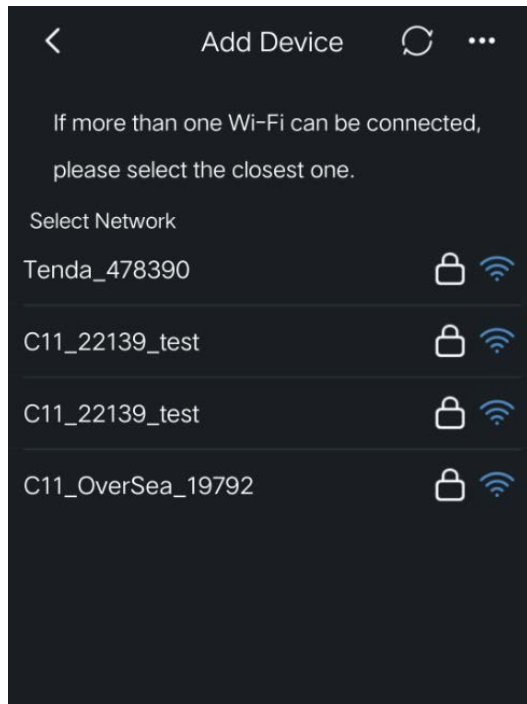 Add Device
If more than one Wi-Fi can be connected,
please select the closest one.
Select Network
Tenda_478390
C11_22139_test
C11_22139_test
C11_OverSea_19792